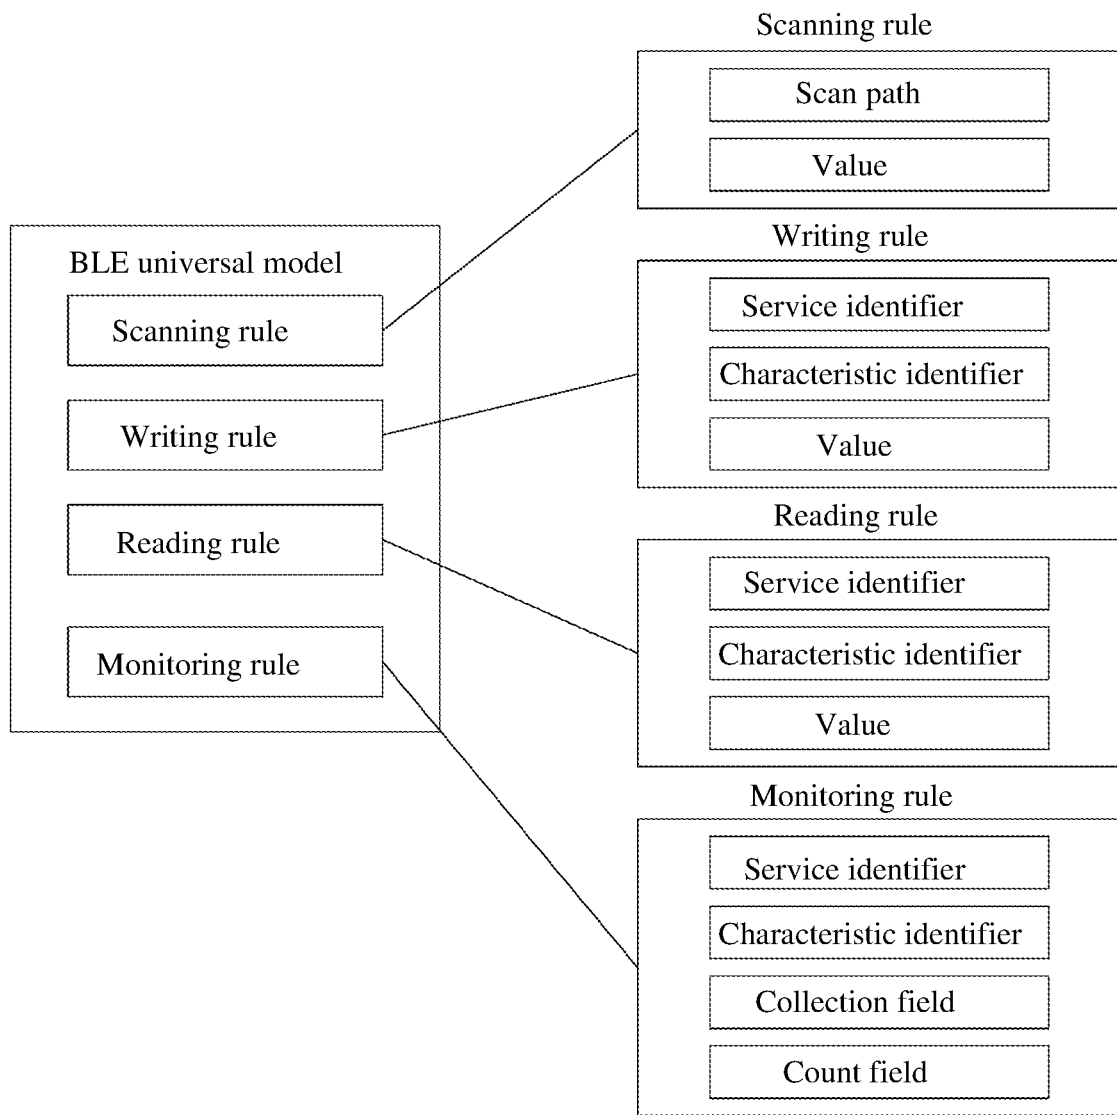 BLE universal model
Scanning rule
Writing rule
Reading rule
Monitoring rule
Scanning rule
Scan path
Value
Writing rule
Service identifier
Characteristic identifier
Value
Reading rule
Service identifier
Characteristic identifier
Value
Monitoring rule
Service identifier
Characteristic identifier
Collection field
Count field